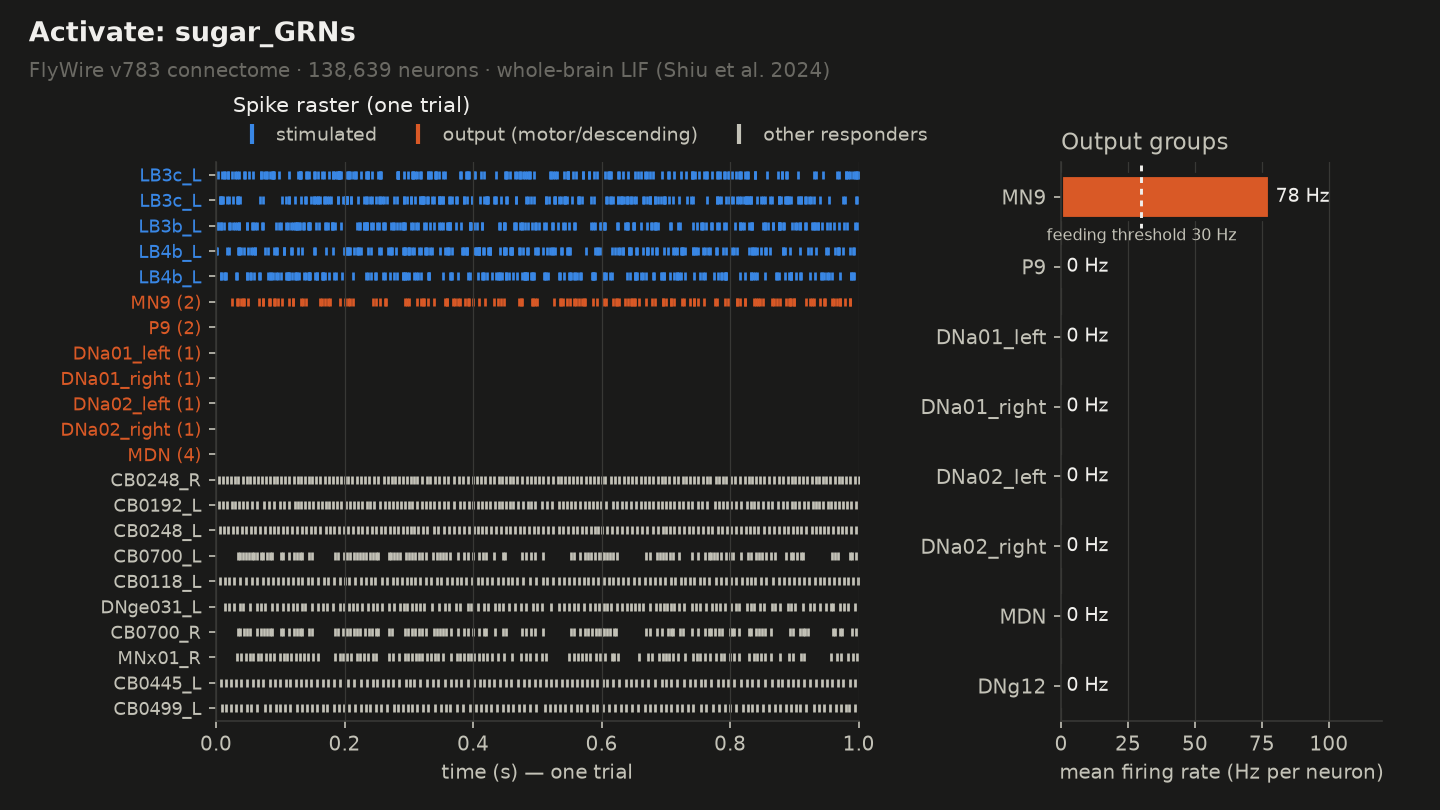 Activate: sugar_GRNs
FlyWire v783 connectome · 138,639 neurons · whole-brain LIF (Shiu et al. 2024)
Spike raster (one trial)
stimulated
output (motor/descending)
other responders
LB3c_L
LB3c_L
LB3b_L
LB4b_L
LB4b_L
MN9 (2)
P9 (2)
DNa01_left (1)
DNa01_right (1)
DNa02_left (1)
DNa02_right (1)
MDN (4)
CB0248_R
CB0192_L
CB0248_L
CB0700_L
CB0118_L
DNge031_L
CB0700_R
MNx01_R
CB0445_L
CB0499_L
0.0 0.2 0.4 0.6 0.8 1.0
time (s) — one trial
Output groups
MN9 78 Hz
feeding threshold 30 Hz
P9 0 Hz
DNa01_left 0 Hz
DNa01_right 0 Hz
DNa02_left 0 Hz
DNa02_right 0 Hz
MDN 0 Hz
DNg12 0 Hz
0 25 50 75 100
mean firing rate (Hz per neuron)